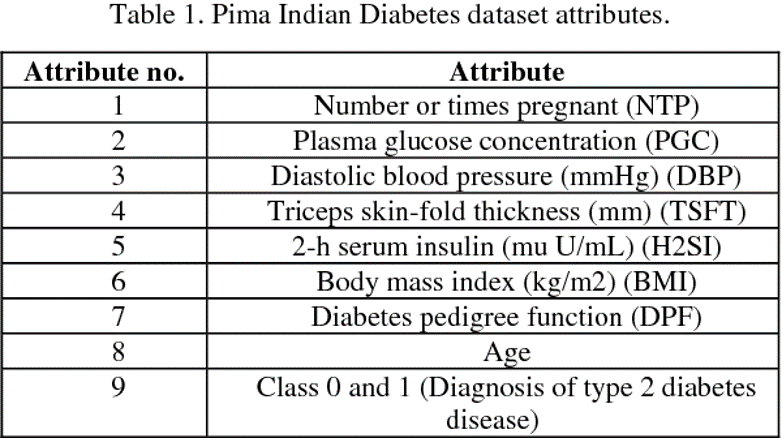 Table 1. Pima Indian Diabetes dataset attributes.
Attribute no. Attribute
1 Number or times pregnant (NTP)
2 Plasma glucose concentration (PGC)
3 Diastolic blood pressure (mmHg) (DBP)
4 Triceps skin-fold thickness (mm) (TSFT)
5 2-h serum insulin (mu U/mL) (H2SI)
6 Body mass index (kg/m2) (BMI)
7 Diabetes pedigree function (DPF)
8 Age
9 Class 0 and 1 (Diagnosis of type 2 diabetes
disease)